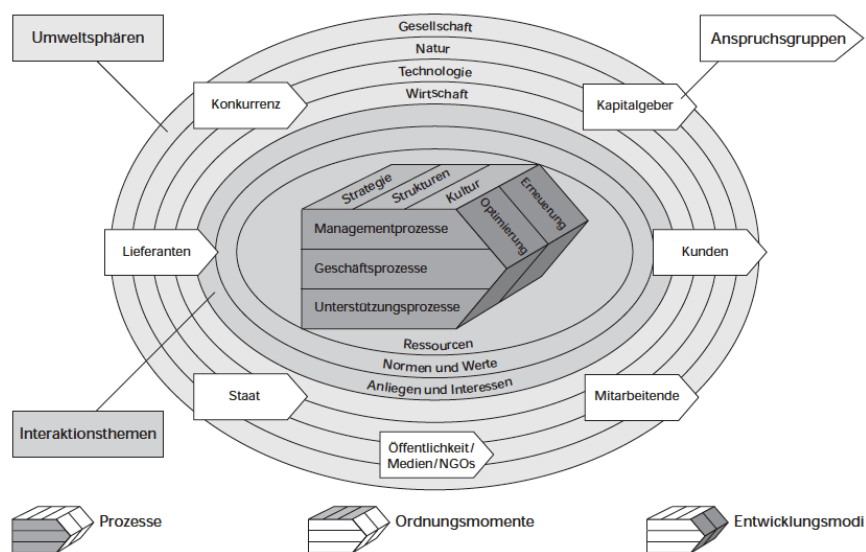 Gesellschaft
Umweltsphären
Anspruchsgruppen
Natur
Technologie
Wirtschaft
Konkurrenz
Kapitalgeber
Strategie
Strukturen
Kultur
Erneuerung
Optimierung
Managementprozesse
Lieferanten
Kunden
Geschäftsprozesse
Unterstützungsprozesse
Ressourcen
Normen und Werte
Anliegen und Interessen
Staat
Mitarbeitende
Interaktionsthemen
Öffentlichkeit/
Medien/NGOs
Prozesse
Ordnungsmomente
Entwicklungsmodi